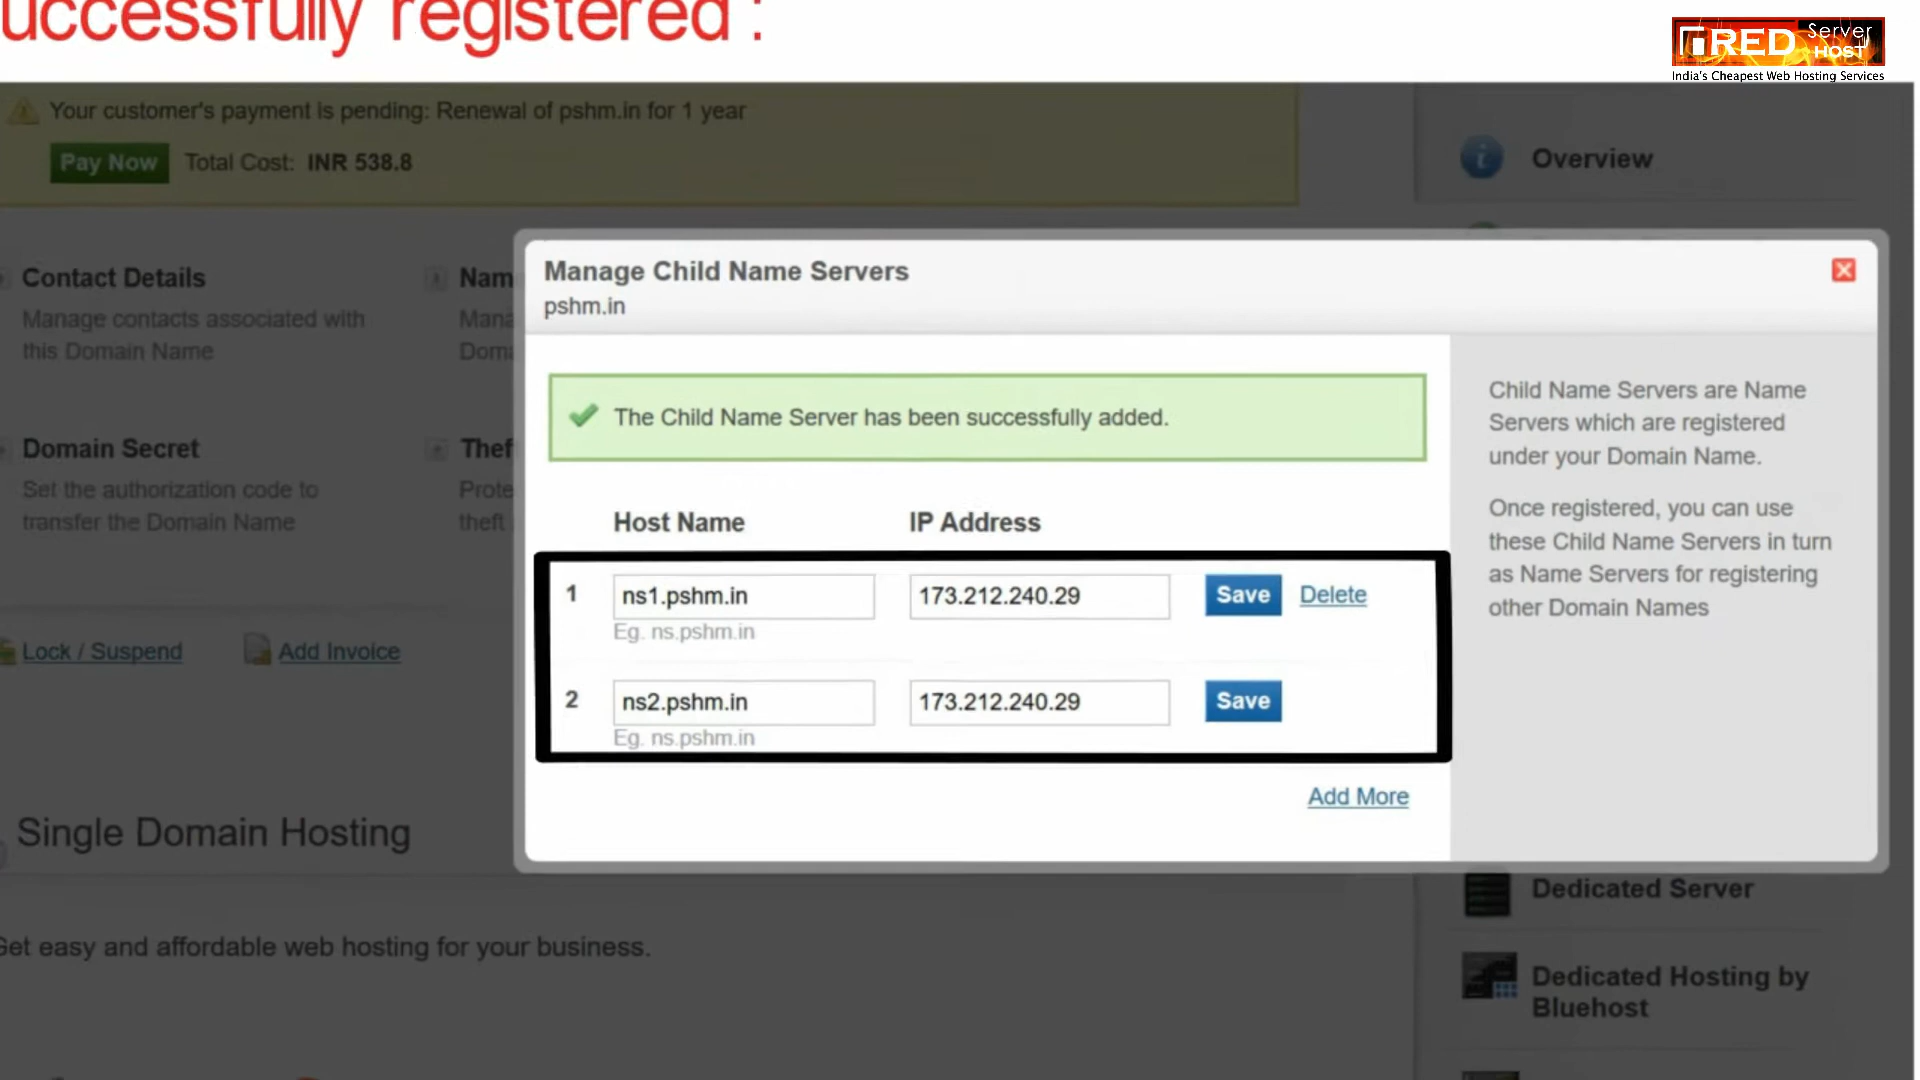 uccessfully registered :
RED Server HOST
India's Cheapest Web Hosting Services
Your customer's payment is pending: Renewal of pshm.in for 1 year
Pay Now Total Cost: INR 538.8
Overview
Contact Details
Manage contacts associated with
this Domain Name
Nam
Mana
Doma
Domain Secret
Set the authorization code to
transfer the Domain Name
Thef
Prote
theft
Lock / Suspend Add Invoice
Manage Child Name Servers
pshm.in
The Child Name Server has been successfully added.
Host Name IP Address
1 ns1.pshm.in 173.212.240.29 Save Delete
Eg. ns.pshm.in
2 ns2.pshm.in 173.212.240.29 Save
Eg. ns.pshm.in
Add More
Child Name Servers are Name
Servers which are registered
under your Domain Name.
Once registered, you can use
these Child Name Servers in turn
as Name Servers for registering
other Domain Names
Single Domain Hosting
Get easy and affordable web hosting for your business.
Dedicated Server
Dedicated Hosting by
Bluehost